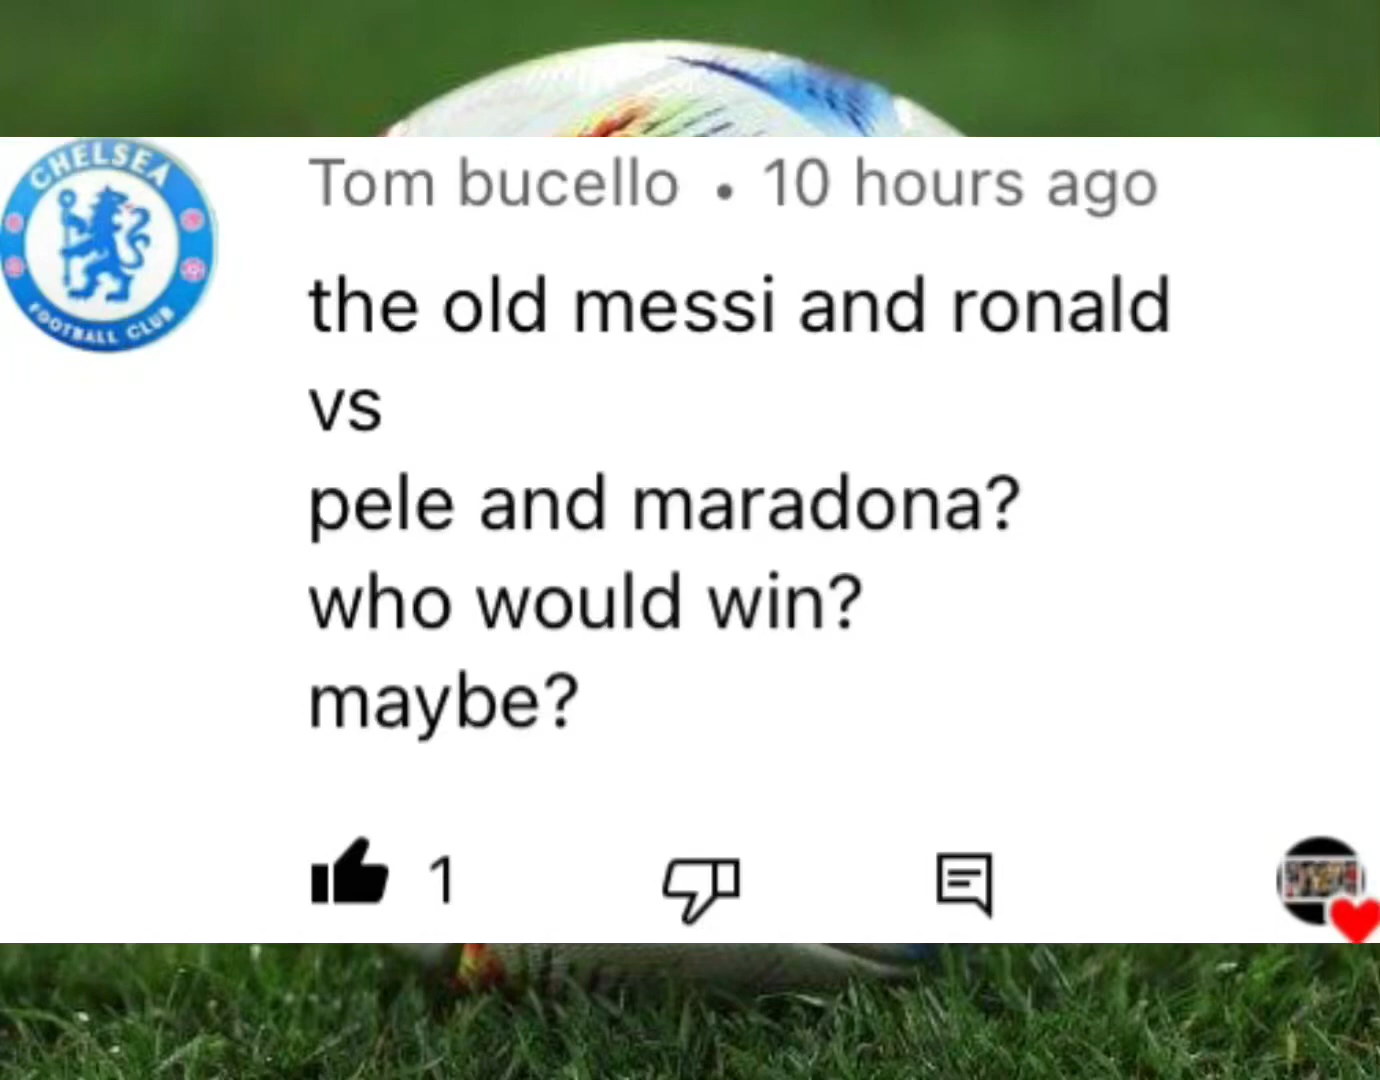 CHELSEA
FOOTBALL CLUB
Tom bucello • 10 hours ago
the old messi and ronald
vs
pele and maradona?
who would win?
maybe?
1